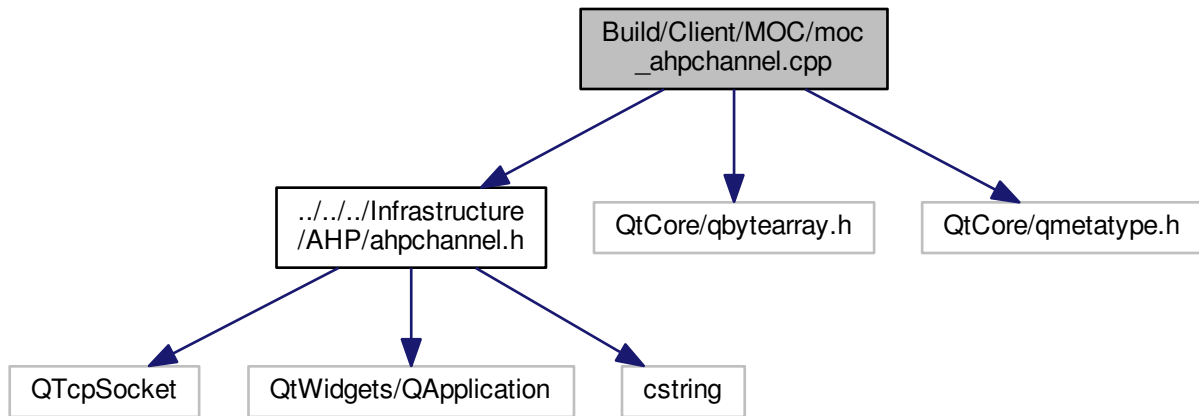 Build/Client/MOC/moc
_ahpchannel.cpp
../../../Infrastructure
/AHP/ahpchannel.h
QtCore/qbytearray.h
QtCore/qmetatype.h
QTcpSocket
QtWidgets/QApplication
cstring